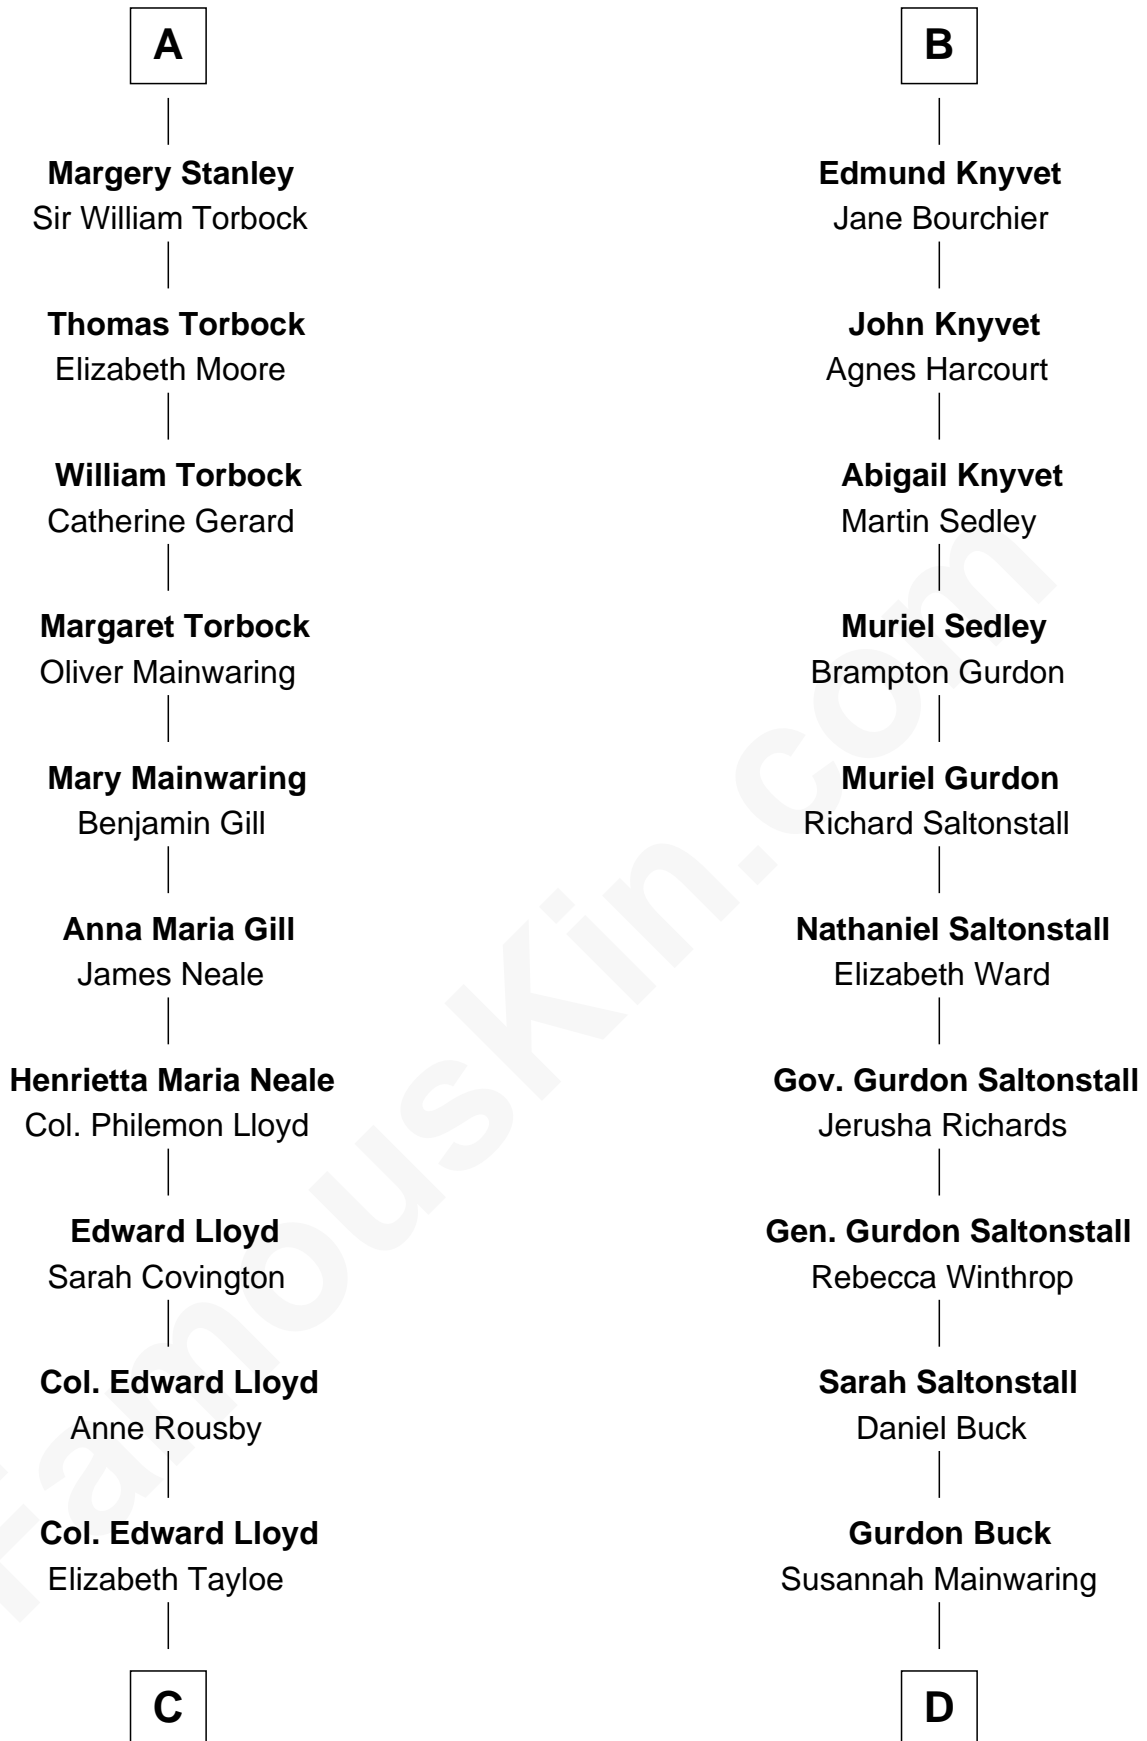 A
Margery Stanley
Sir William Torbock
Thomas Torbock
Elizabeth Moore
William Torbock
Catherine Gerard
Margaret Torbock
Oliver Mainwaring
Mary Mainwaring
Benjamin Gill
Anna Maria Gill
James Neale
Henrietta Maria Neale
Col. Philemon Lloyd
Edward Lloyd
Sarah Covington
Col. Edward Lloyd
Anne Rousby
Col. Edward Lloyd
Elizabeth Tayloe
C
B
Edmund Knyvet
Jane Bourchier
John Knyvet
Agnes Harcourt
Abigail Knyvet
Martin Sedley
Muriel Sedley
Brampton Gurdon
Muriel Gurdon
Richard Saltonstall
Nathaniel Saltonstall
Elizabeth Ward
Gov. Gurdon Saltonstall
Jerusha Richards
Gen. Gurdon Saltonstall
Rebecca Winthrop
Sarah Saltonstall
Daniel Buck
Gurdon Buck
Susannah Mainwaring
D
FamousKin.com